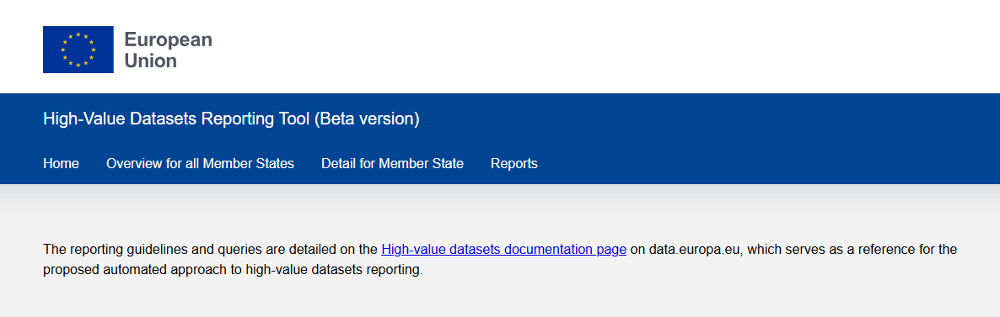 European
Union
High-Value Datasets Reporting Tool (Beta version)
Home Overview for all Member States Detail for Member State Reports
The reporting guidelines and queries are detailed on the High-value datasets documentation page on data.europa.eu, which serves as a reference for the
proposed automated approach to high-value datasets reporting.